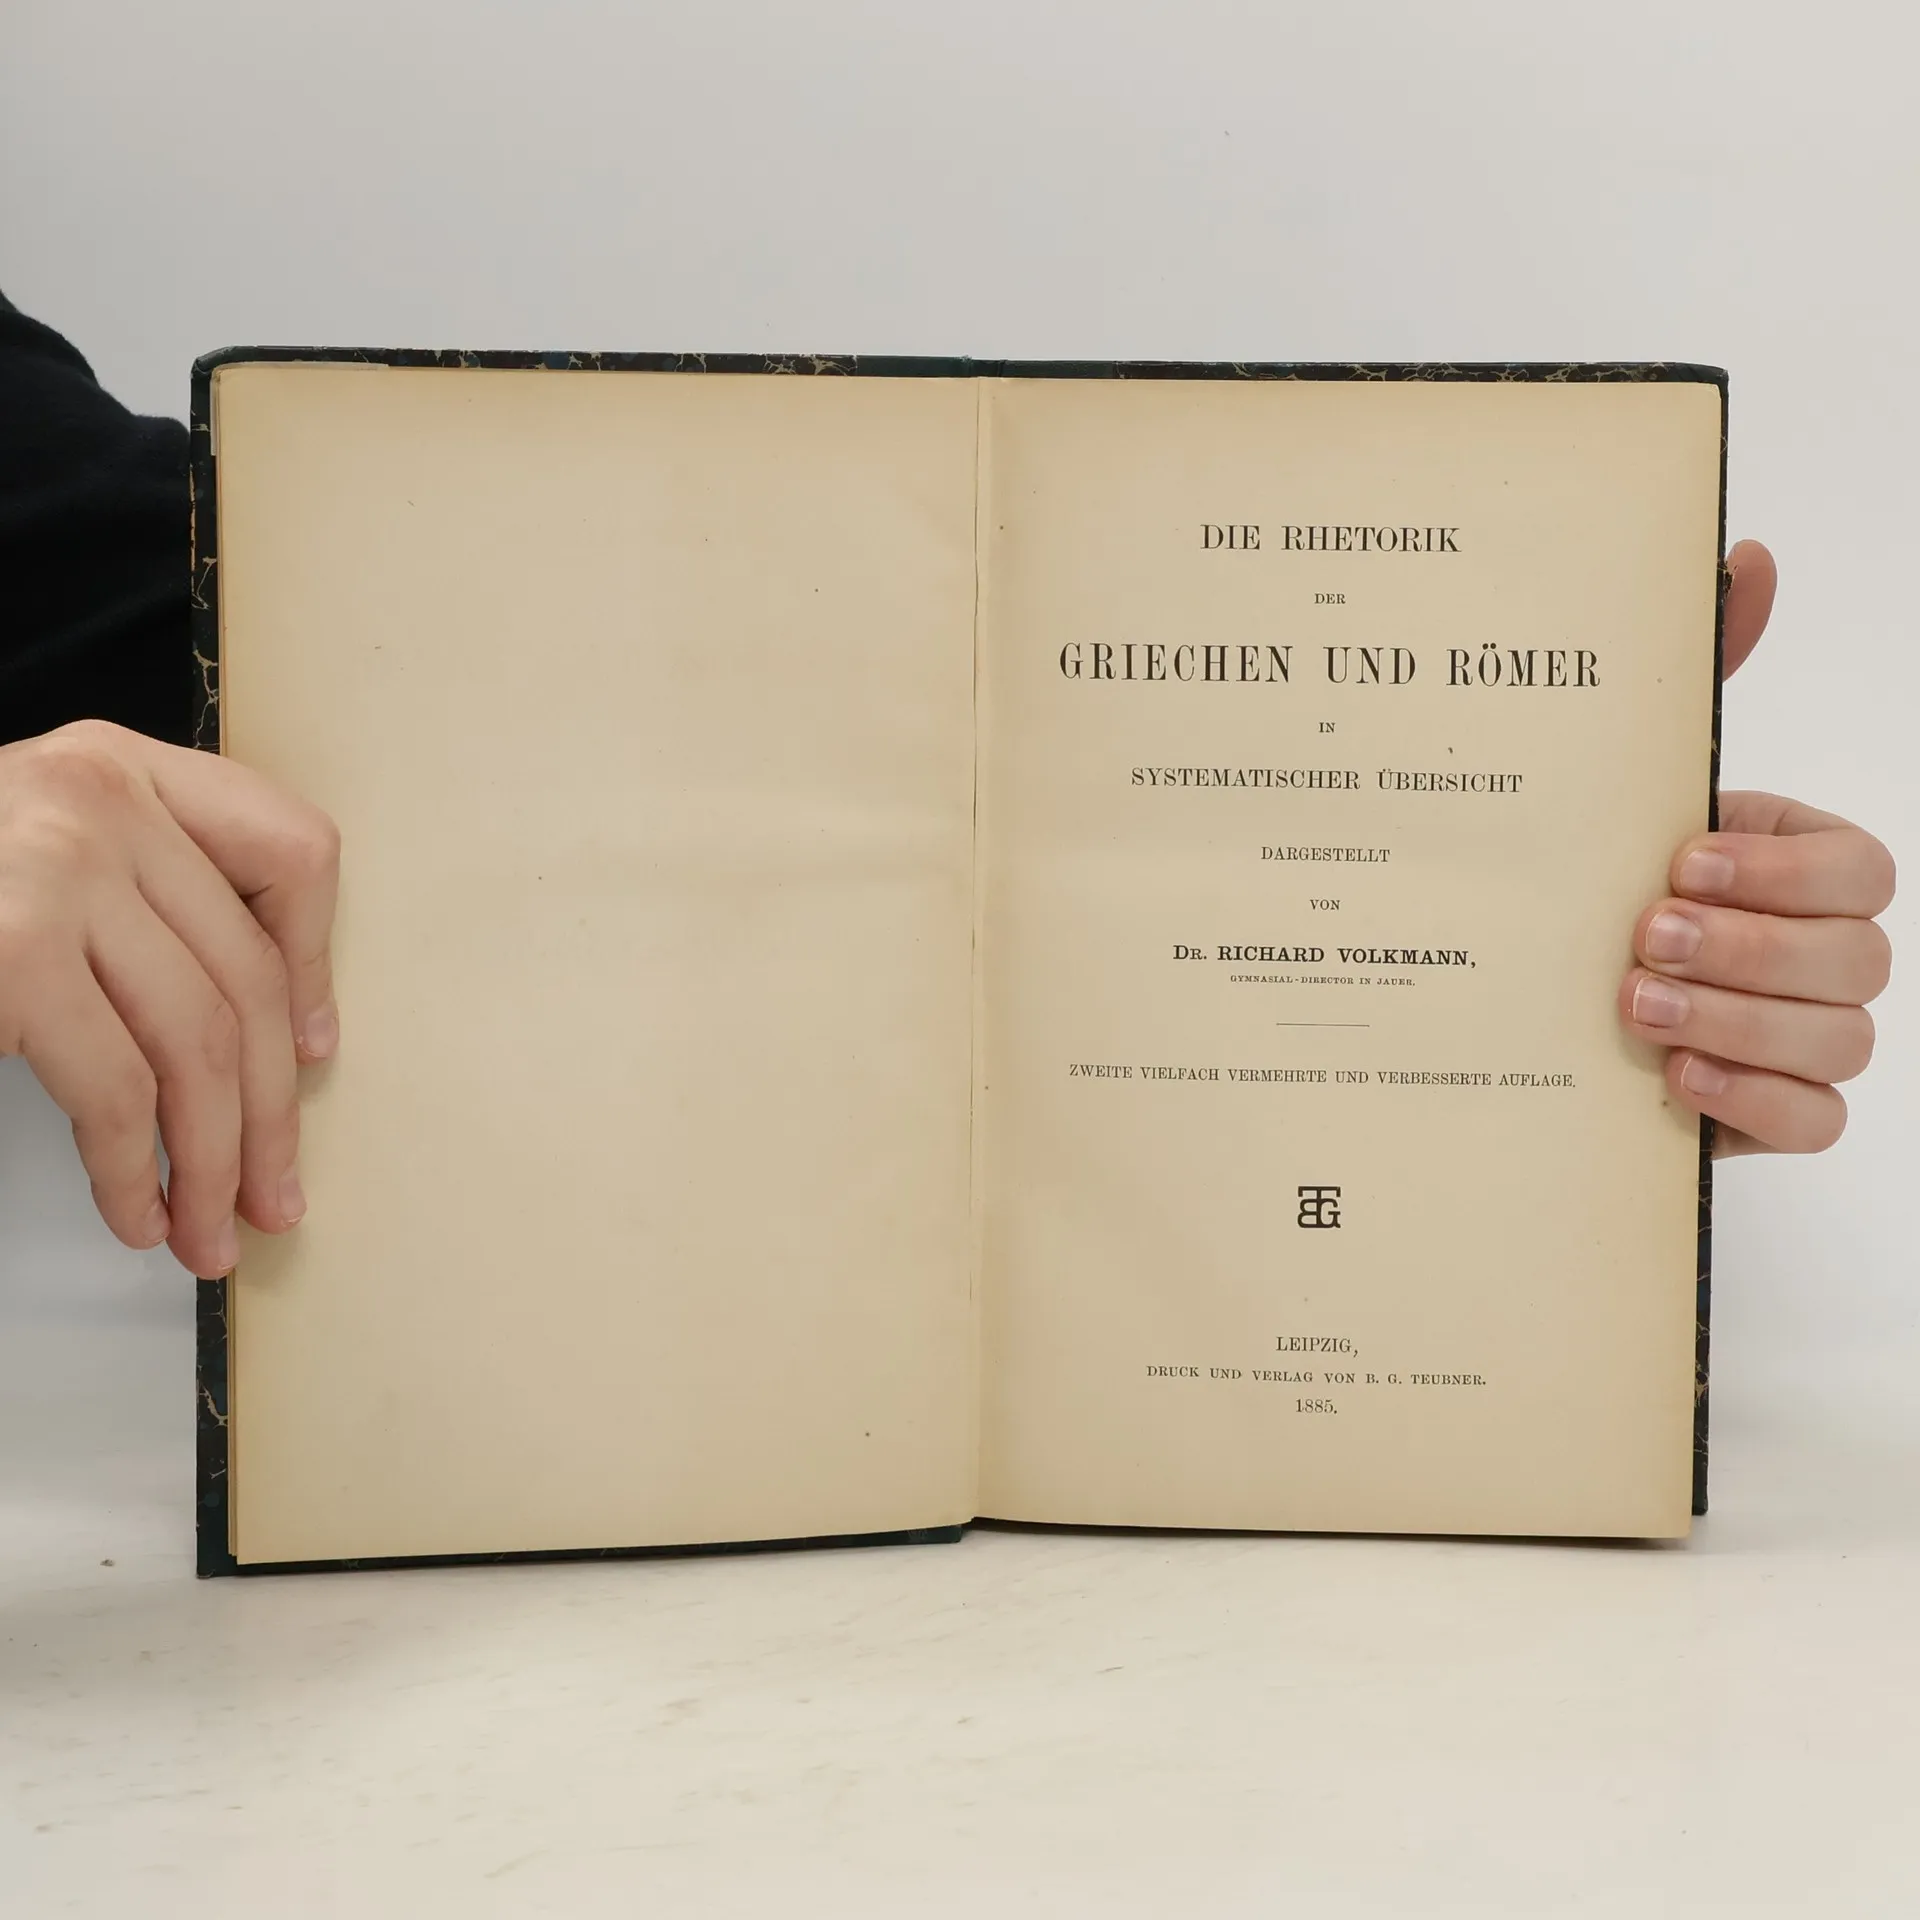 DIE RHETORIK
DER
GRIECHEN UND RÖMER
IN
SYSTEMATISCHER ÜBERSICHT
DARGESTELLT
VON
DR. RICHARD VOLKMANN,
GYMNASIAL-DIRECTOR IN JAUER.
ZWEITE VIELFACH VERMEHRTE UND VERBESSERTE AUFLAGE.
BTG
LEIPZIG,
DRUCK UND VERLAG VON B. G. TEUBNER.
1885.